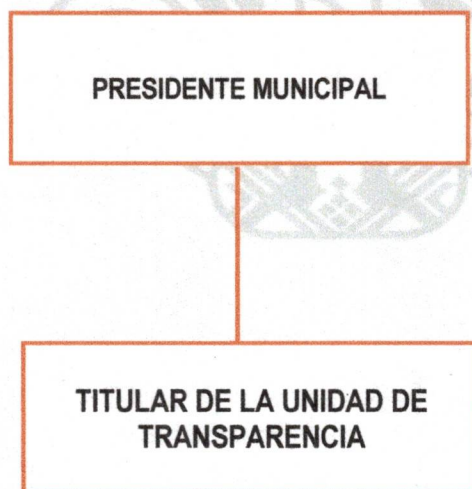 PRESIDENTE MUNICIPAL
TITULAR DE LA UNIDAD DE
TRANSPARENCIA